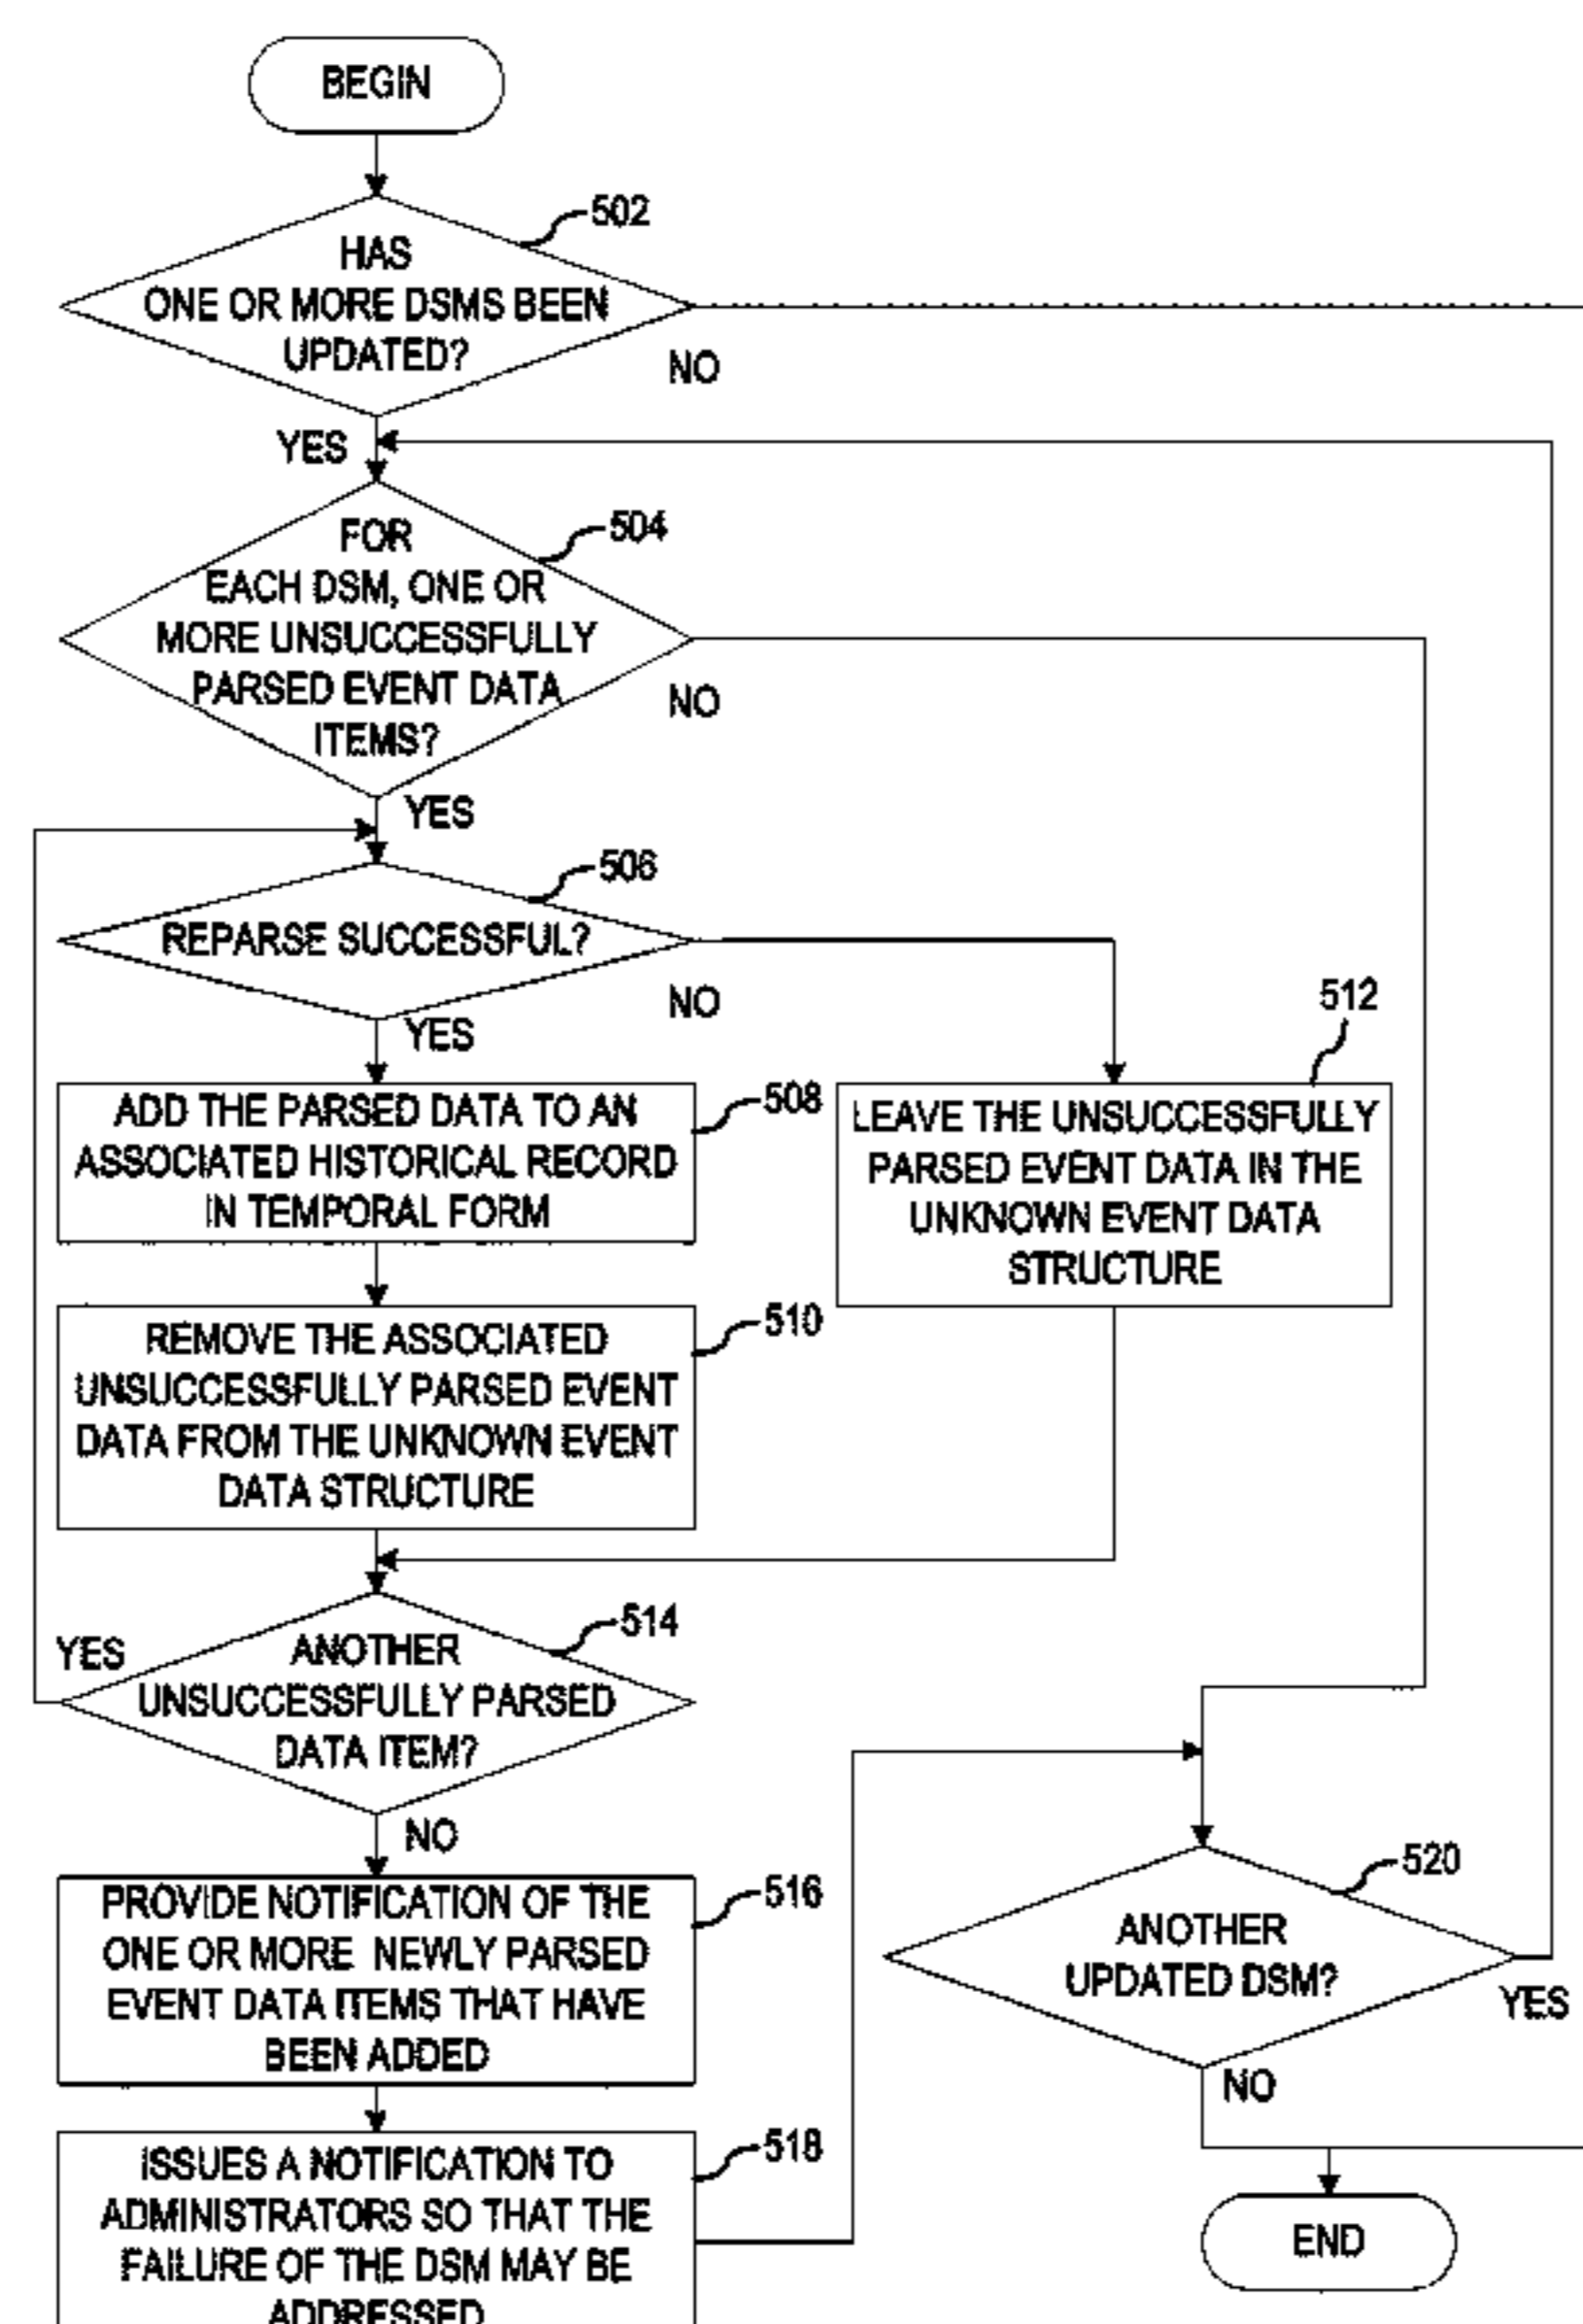 BEGIN
502
HAS
ONE OR MORE DSMS BEEN
UPDATED?
NO
YES
504
FOR
EACH DSM, ONE OR
MORE UNSUCCESSFULLY
PARSED EVENT DATA
ITEMS?
NO
YES
506
REPARSE SUCCESSFUL?
NO
YES
508
ADD THE PARSED DATA TO AN
ASSOCIATED HISTORICAL RECORD
IN TEMPORAL FORM
512
LEAVE THE UNSUCCESSFULLY
PARSED EVENT DATA IN THE
UNKNOWN EVENT DATA
STRUCTURE
510
REMOVE THE ASSOCIATED
UNSUCCESSFULLY PARSED EVENT
DATA FROM THE UNKNOWN EVENT
DATA STRUCTURE
514
YES
ANOTHER
UNSUCCESSFULLY PARSED
DATA ITEM?
NO
516
PROVIDE NOTIFICATION OF THE
ONE OR MORE NEWLY PARSED
EVENT DATA ITEMS THAT HAVE
BEEN ADDED
520
ANOTHER
UPDATED DSM?
YES
NO
518
ISSUES A NOTIFICATION TO
ADMINISTRATORS SO THAT THE
FAILURE OF THE DSM MAY BE
ADDRESSED
END